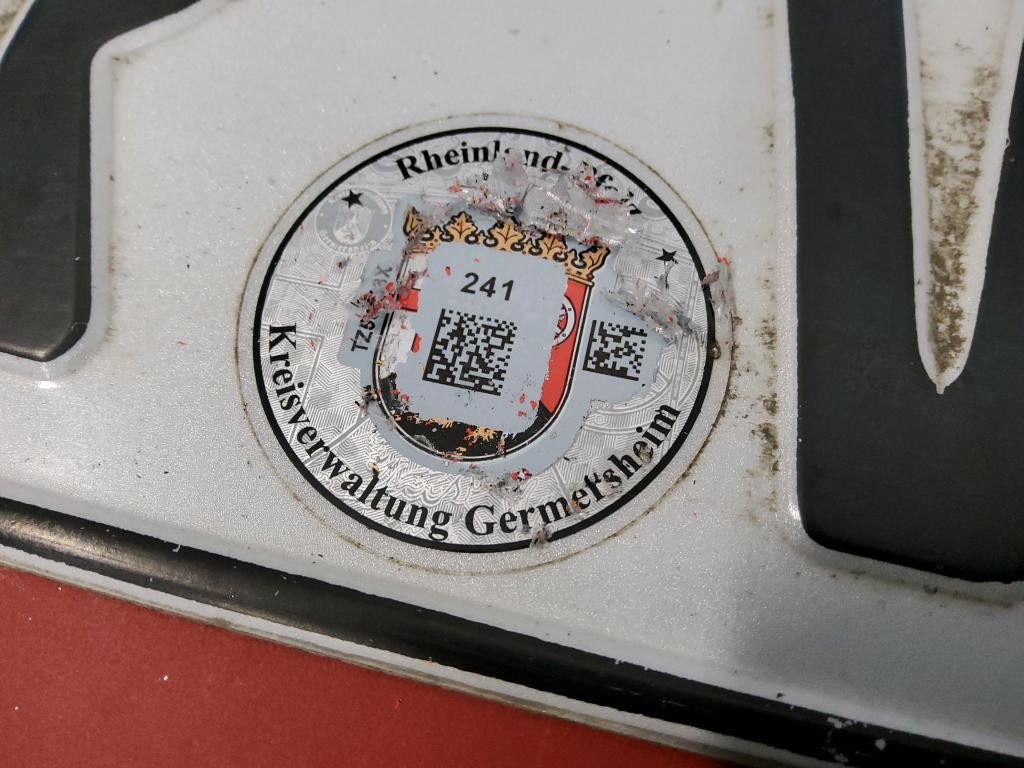 Rheinland-Pfalz
241
Kreisverwaltung Germersheim